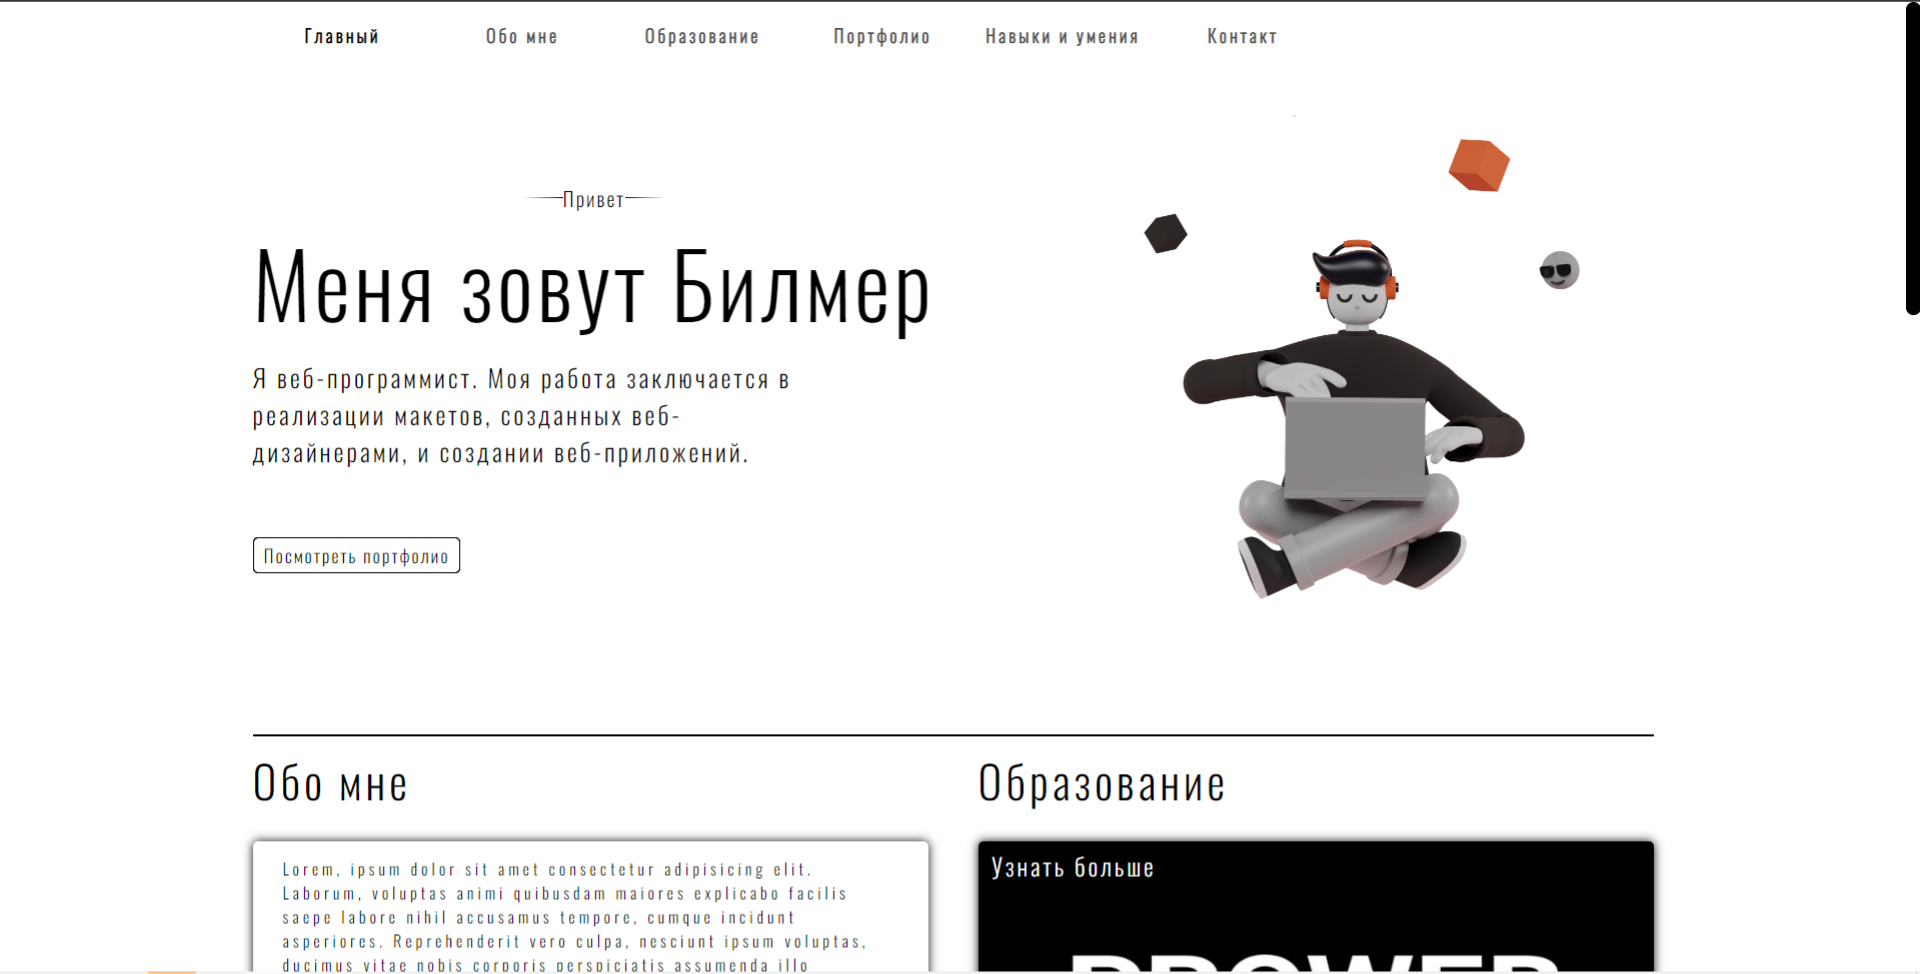 Главный Обо мне Образование Портфолио Навыки и умения Контакт
Привет
Меня зовут Билмер
Я веб-программист. Моя работа заключается в
реализации макетов, созданных веб-
дизайнерами, и создании веб-приложений.
Посмотреть портфолио
Обо мне
Lorem, ipsum dolor sit amet consectetur adipisicing elit.
Laborum, voluptas animi quibusdam maiores explicabo facilis
saepe labore nihil accusamus tempore, cumque incidunt
asperiores. Reprehenderit vero culpa, nesciunt ipsum voluptas,
ducimus vitae nobis corporis perspiciatis assumenda illo
Образование
Узнать больше